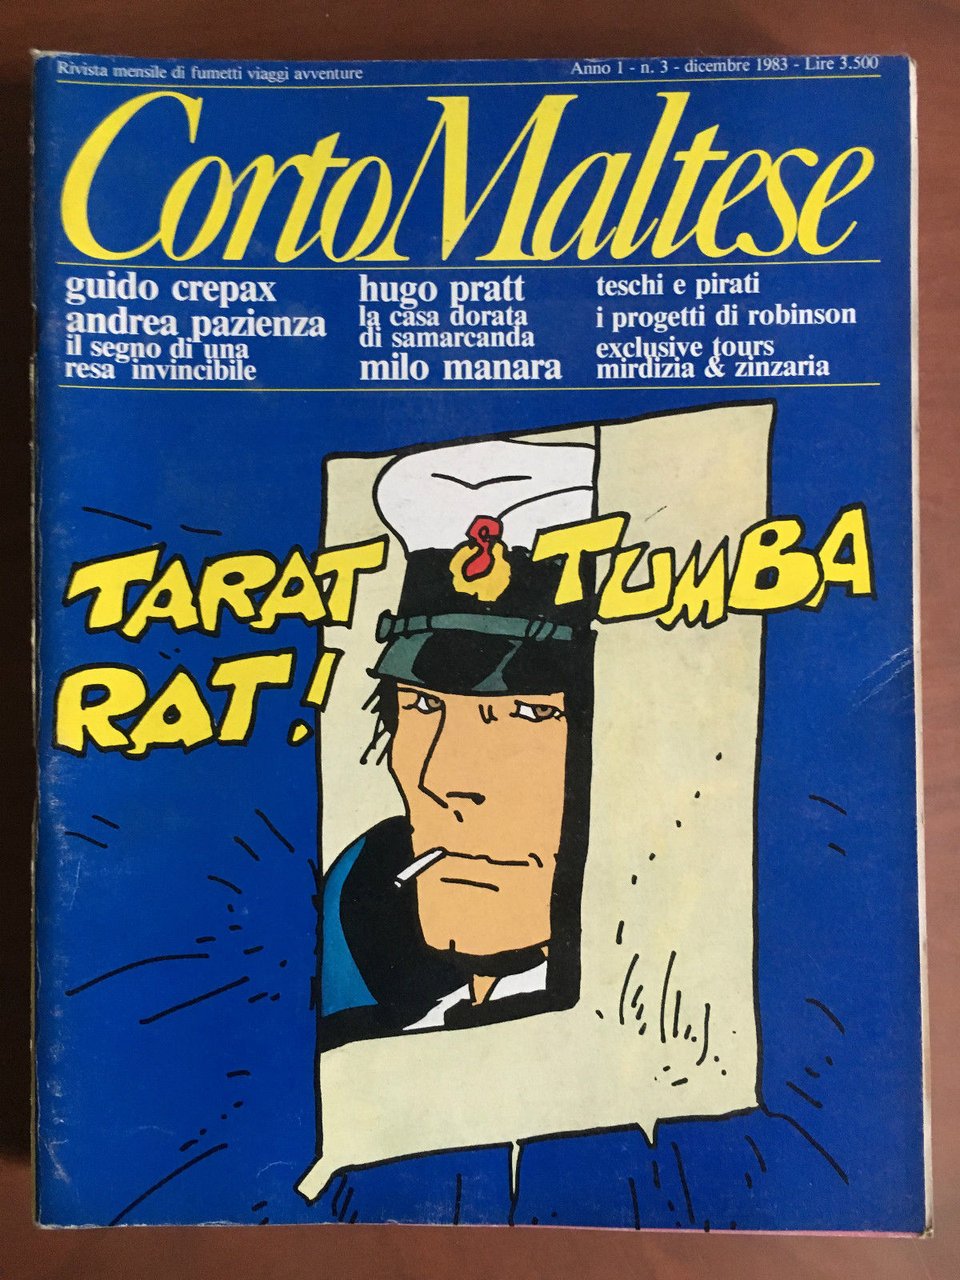 Rivista mensile di fumetti viaggi avventure
Anno 1 - n. 3 - dicembre 1983 - Lire 3.500
Corto Maltese
guido crepax
andrea pazienza
il segno di una
resa invincibile
hugo pratt
la casa dorata
di samarcanda
milo manara
teschi e pirati
i progetti di robinson
exclusive tours
mirdizia & zinzaria
TARAT TUMBA
RAT!